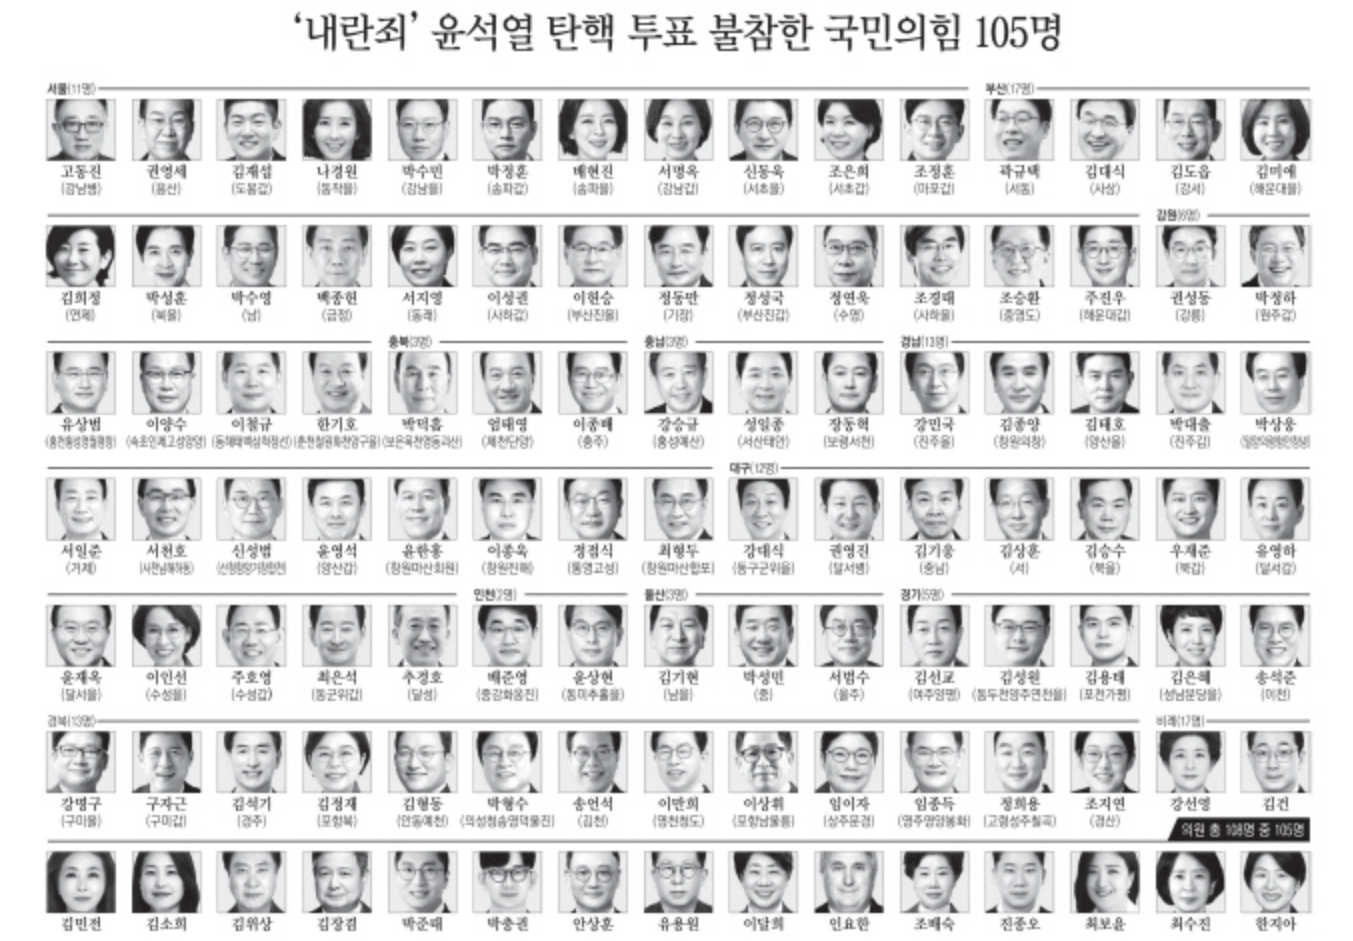 ‘내란죄’ 윤석열 탄핵 투표 불참한 국민의힘 105명
서울(11명) 부산(17명)
고동진 권영세 김재섭 나경원 박수민 박정훈 배현진 서명옥 신동욱 조은희 조정훈 곽규택 김대식 김도읍 김미애
(강남병) (용산) (도봉갑) (동작을) (강남을) (송파갑) (송파을) (강남갑) (서초을) (서초갑) (마포갑) (서동) (사상) (강서) (해운대을)
강원(6명)
김희정 박성훈 박수영 백종헌 서지영 이성권 이헌승 정동만 정성국 정연욱 조경태 조승환 주진우 권성동 박정하
(연제) (북을) (남) (금정) (동래) (사하갑) (부산진을) (기장) (부산진갑) (수영) (사하을) (중영도) (해운대갑) (강릉) (원주갑)
충북(3명) 충남(3명) 경남(13명)
유상범 이양수 이철규 한기호 박덕흠 엄태영 이종배 강승규 성일종 장동혁 강민국 김종양 김태호 박대출 박상웅
(홍천횡성영월평창) (속초인제고성양양) (동해태백삼척정선) (춘천철원화천양구을) (보은옥천영동괴산) (제천단양) (충주) (홍성예산) (서산태안) (보령서천) (진주을) (창원의창) (양산을) (진주갑) (밀양의령함안창녕)
대구(12명)
서일준 서천호 신성범 윤영석 윤한홍 이종욱 정점식 최형두 강대식 권영진 김기웅 김상훈 김승수 우재준 유영하
(거제) (사천남해하동) (산청함양거창합천) (양산갑) (창원마산회원) (창원진해) (통영고성) (창원마산합포) (동구군위을) (달서병) (중남) (서) (북을) (북갑) (달서갑)
인천(2명) 울산(3명) 경기(5명)
윤재옥 이인선 주호영 최은석 추경호 배준영 윤상현 김기현 박성민 서범수 김선교 김성원 김용태 김은혜 송석준
(달서을) (수성을) (수성갑) (동군위갑) (달성) (중강화옹진) (동미추홀을) (남을) (중) (울주) (여주양평) (동두천양주연천을) (포천가평) (성남분당을) (이천)
경북(13명) 비례(17명)
강명구 구자근 김석기 김정재 김형동 박형수 송언석 이만희 이상휘 임이자 임종득 정희용 조지연 강선영 김건
(구미을) (구미갑) (경주) (포항북) (안동예천) (의성청송영덕울진) (김천) (영천청도) (포항남울릉) (상주문경) (영주영양봉화) (고령성주칠곡) (경산)
의원 총 108명 중 105명
김민전 김소희 김위상 김장겸 박준태 박충권 안상훈 유용원 이달희 인요한 조배숙 진종오 최보윤 최수진 한지아